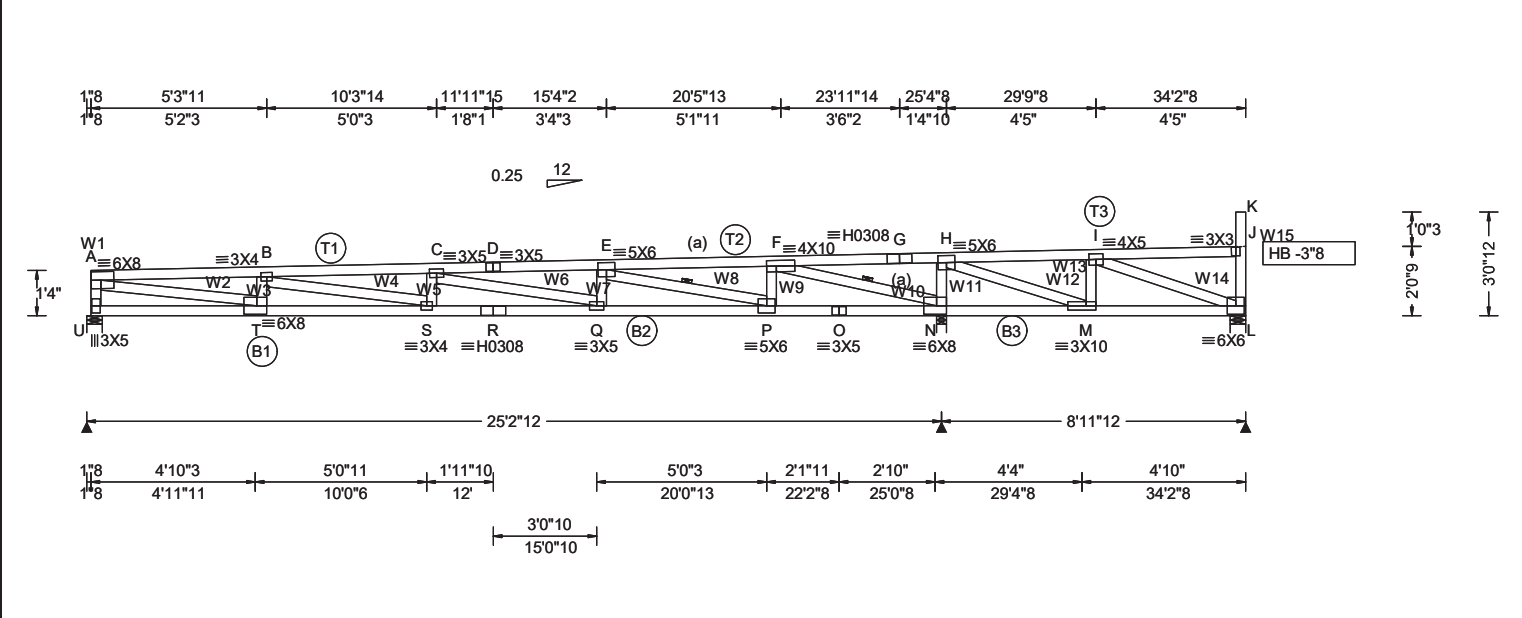 1"8 5'3"11 10'3"14 11'11"15 15'4"2 20'5"13 23'11"14 25'4"8 29'9"8 34'2"8
1"8 5'2"3 5'0"3 1'8"1 3'4"3 5'1"11 3'6"2 1'4"10 4'5" 4'5"
0.25 12
K
T3
1'0"3
3'0"12
W1 A ≡6X8 ≡3X4 B T1 C ≡3X5 D ≡3X5 E ≡5X6 (a) T2 F ≡4X10 ≡H0308 G H ≡5X6 I ≡4X5 ≡3X3 J W15
HB -3"8
1'4" W2 W3 W4 W5 W6 W7 W8 W9 (a) W10 W11 W12 W13 W14 2'0"9
U |||3X5 T ≡6X8 B1 S ≡3X4 R ≡H0308 Q ≡3X5 B2 P ≡5X6 O ≡3X5 N ≡6X8 B3 M ≡3X10 ≡6X6 L
25'2"12 8'11"12
1"8 4'10"3 5'0"11 1'11"10 5'0"3 2'1"11 2'10" 4'4" 4'10"
1"8 4'11"11 10'0"6 12' 20'0"13 22'2"8 25'0"8 29'4"8 34'2"8
3'0"10
15'0"10